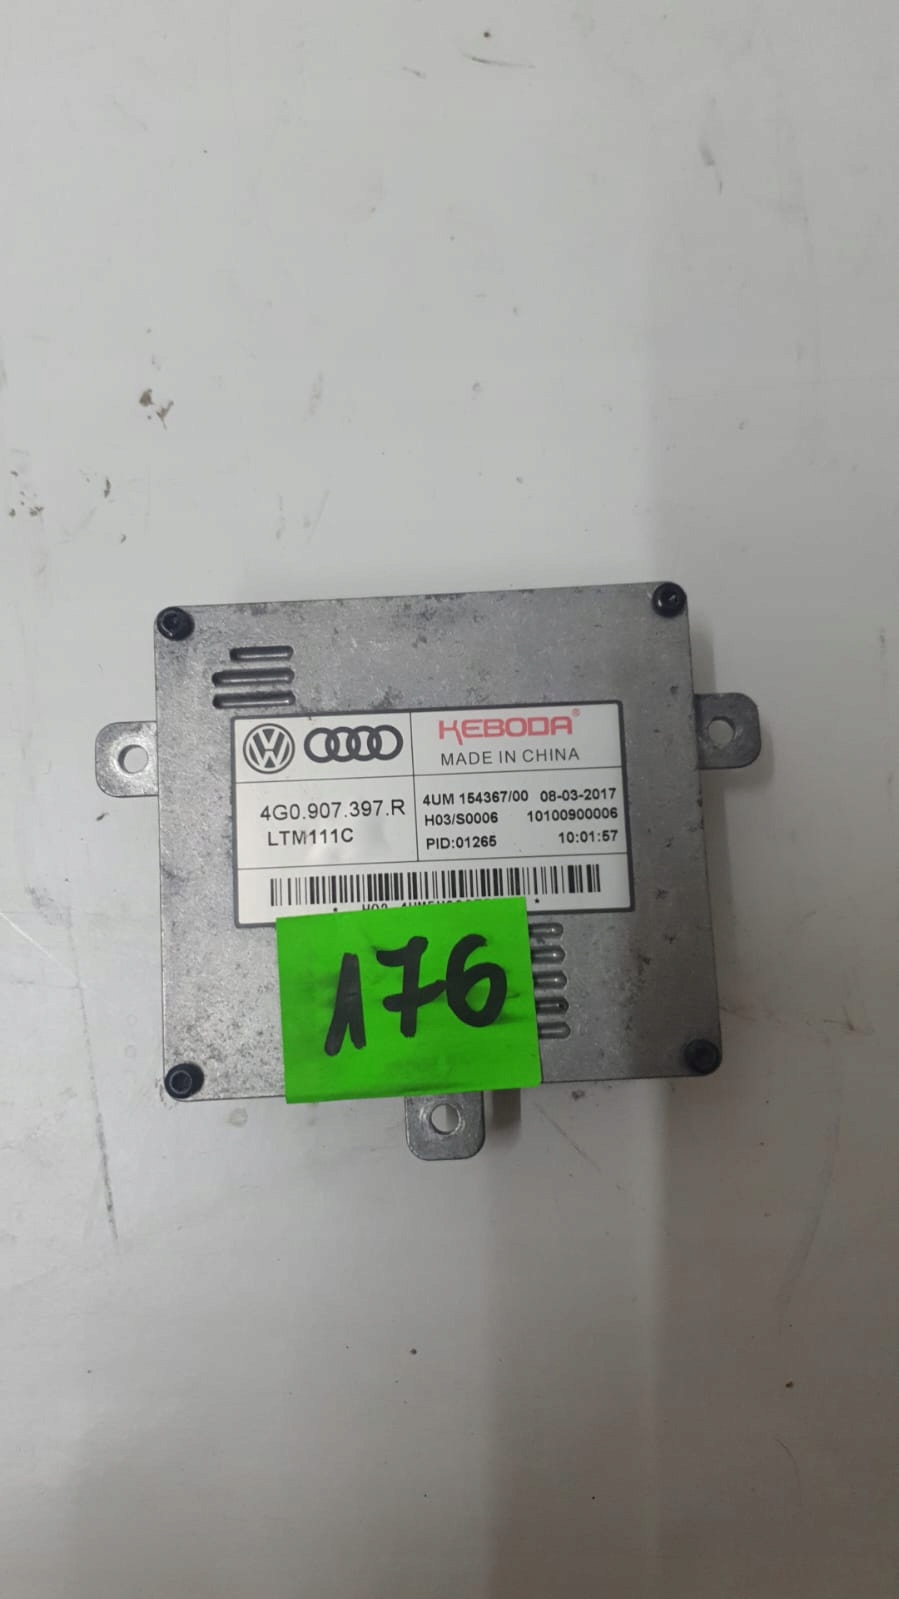 KEBODA®
MADE IN CHINA
4G0.907.397.R
LTM111C
4UM 154367/00 08-03-2017
H03/S0006 10100900006
PID:01265 10:01:57
176